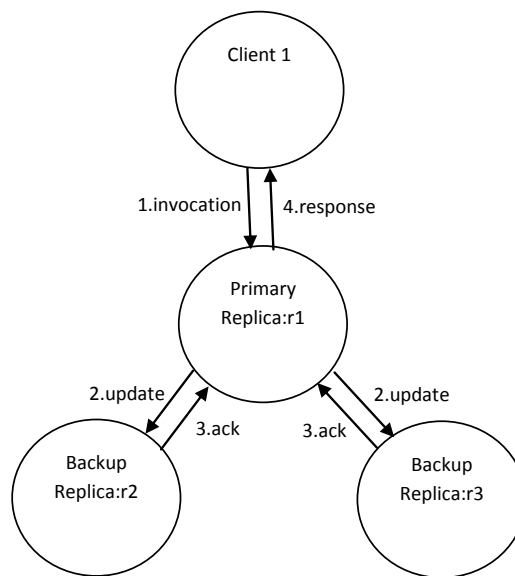 Client 1
1.invocation
4.response
Primary
Replica:r1
2.update
2.update
3.ack
3.ack
Backup
Replica:r2
Backup
Replica:r3